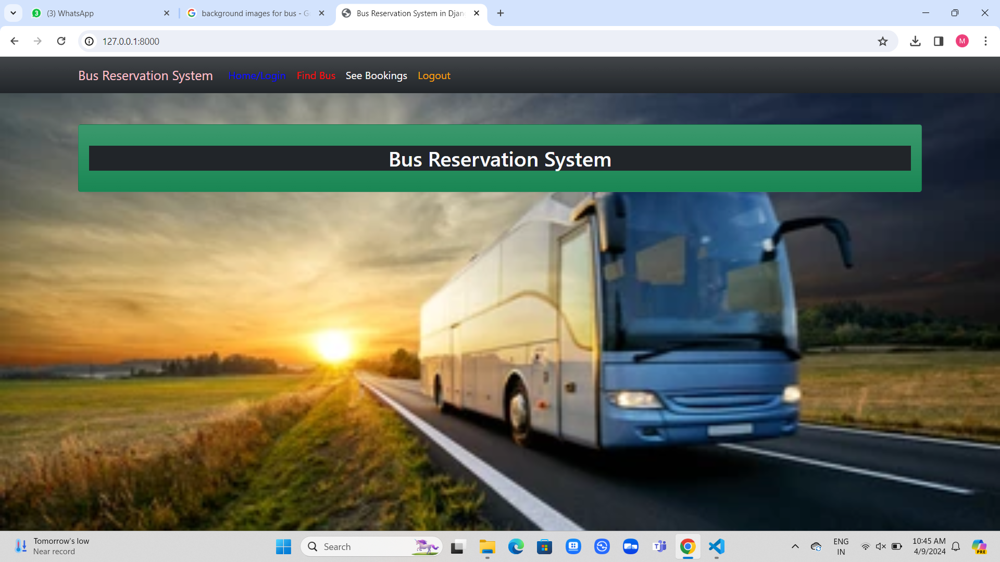 (3) WhatsApp
background images for bus - G
Bus Reservation System in Djan
127.0.0.1:8000
M
Bus Reservation System
Home/Login
Find Bus
See Bookings
Logout
Bus Reservation System
Tomorrow's low
Near record
Search
ENG
IN
10:45 AM
4/9/2024
PRE